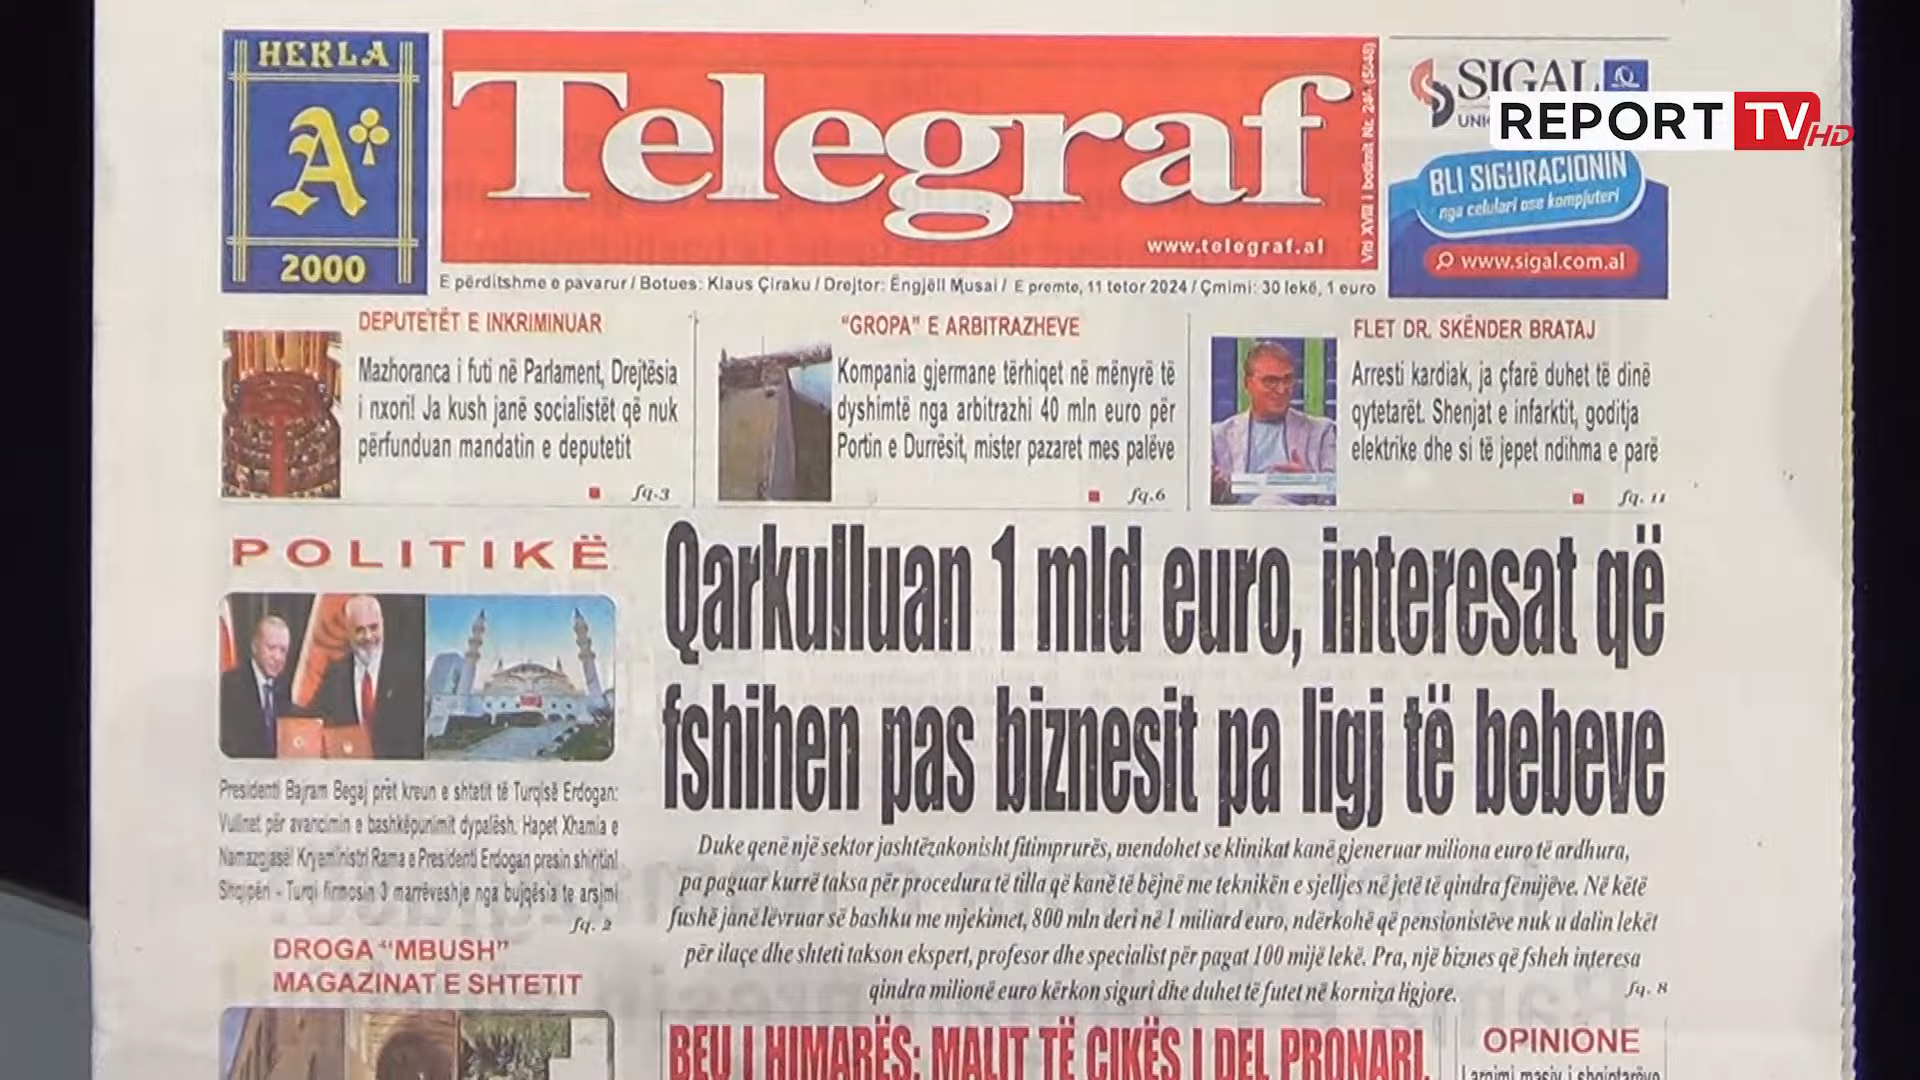 HEKLA
A
2000
Telegraf
www.telegraf.al
Viti XVIII i botimit Nr. 24- (5048)
SIGAL
REPORT TV HD
BLI SIGURACIONIN
nga celulari ose kompjuteri
www.sigal.com.al
E përditshme e pavarur / Botues: Klaus Çiraku / Drejtor: Ëngjëll Musai / E premte, 11 tetor 2024 / Çmimi: 30 lekë, 1 euro
DEPUTETËT E INKRIMINUAR
Mazhoranca i futi në Parlament, Drejtësia
i nxori! Ja kush janë socialistët që nuk
përfunduan mandatin e deputetit
fq.3
“GROPA” E ARBITRAZHEVE
Kompania gjermane tërhiqet në mënyrë të
dyshimtë nga arbitrazhi 40 mln euro për
Portin e Durrësit, mister pazaret mes palëve
fq.6
FLET DR. SKËNDER BRATAJ
Arresti kardiak, ja çfarë duhet të dinë
qytetarët. Shenjat e infarktit, goditja
elektrike dhe si të jepet ndihma e parë
fq. 11
POLITIKË
Presidenti Bajram Begaj pret kreun e shtetit të Turqisë Erdogan:
Vullnet për avancimin e bashkëpunimit dypalësh. Hapet Xhamia e
Namazgjasë! Kryeministri Rama e Presidenti Erdogan presin shiritin!
Shqipëri - Turqi firmosin 3 marrëveshje nga bujqësia te arsimi
fq. 2
DROGA “MBUSH”
MAGAZINAT E SHTETIT
Qarkulluan 1 mld euro, interesat që
fshihen pas biznesit pa ligj të bebeve
Duke qenë një sektor jashtëzakonisht fitimprurës, mendohet se klinikat kanë gjeneruar miliona euro të ardhura,
pa paguar kurrë taksa për procedura të tilla që kanë të bëjnë me teknikën e sjelljes në jetë të qindra fëmijëve. Në këtë
fushë janë lëvruar së bashku me mjekimet, 800 mln deri në 1 miliard euro, ndërkohë që pensionistëve nuk u dalin lekët
për ilaçe dhe shteti takson ekspert, profesor dhe specialist për pagat 100 mijë lekë. Pra, një biznes që fsheh interesa
qindra milionë euro kërkon siguri dhe duhet të futet në korniza ligjore.
fq. 8
BEU I HIMARËS: MALIT TË ÇIKËS I DEL PRONARI,
OPINIONE
Largimi masiv i shqiptarëve